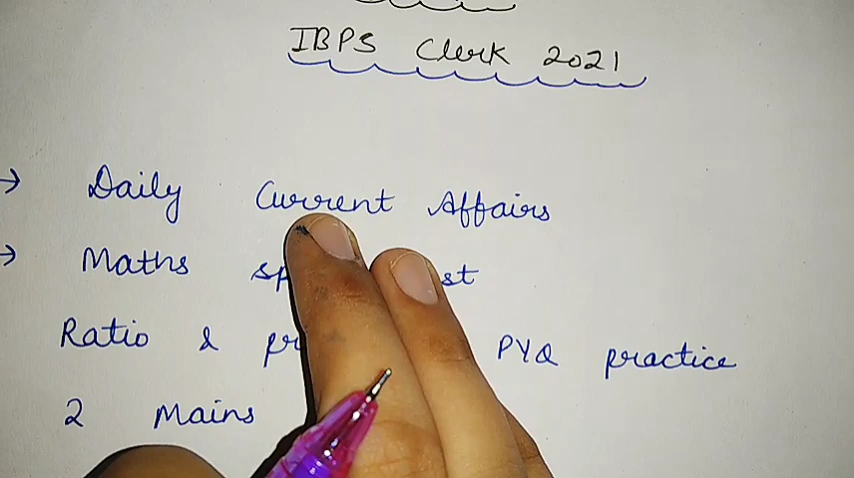 IBPS Clerk 2021
→ Daily Current Affairs
→ Maths
Ratio & PYQ practice
2 Mains